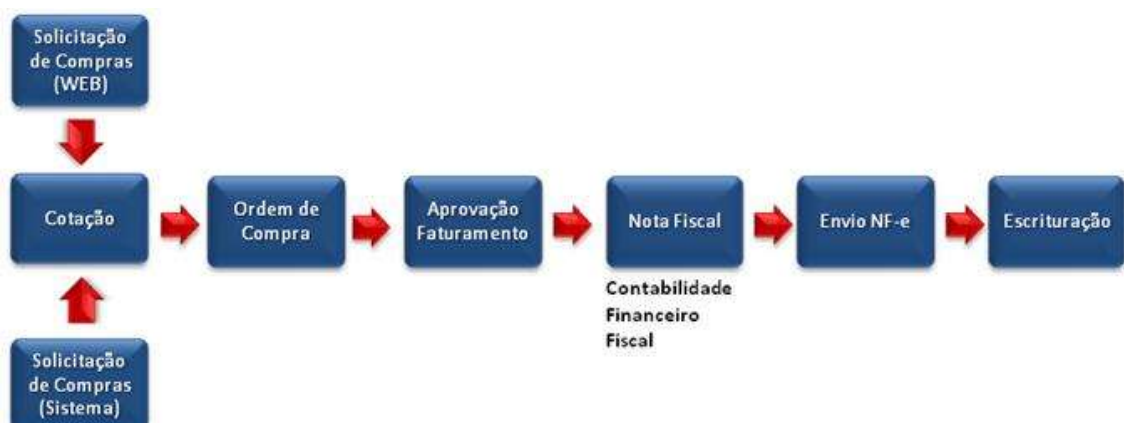 Solicitação
de Compras
(WEB)
Cotação
Ordem de
Compra
Aprovação
Faturamento
Nota Fiscal
Envio NF-e
Escrituração
Contabilidade
Financeiro
Fiscal
Solicitação
de Compras
(Sistema)